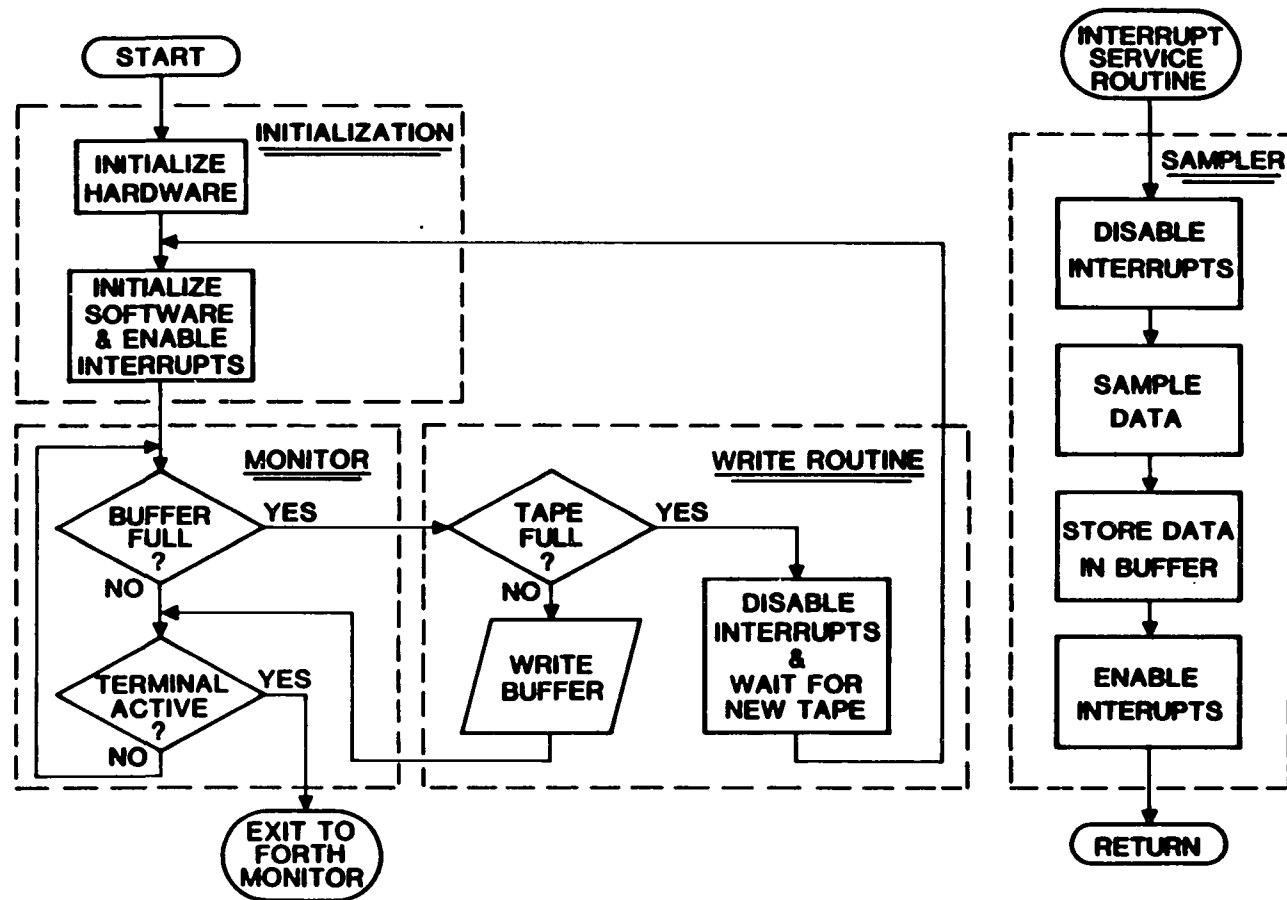 START
INITIALIZATION
INITIALIZE
HARDWARE
INITIALIZE
SOFTWARE
& ENABLE
INTERRUPTS
MONITOR
BUFFER
FULL
?
YES
NO
TERMINAL
ACTIVE
?
YES
NO
EXIT TO
FORTH
MONITOR
WRITE ROUTINE
TAPE
FULL
?
YES
NO
WRITE
BUFFER
DISABLE
INTERRUPTS
&
WAIT FOR
NEW TAPE
INTERRUPT
SERVICE
ROUTINE
SAMPLER
DISABLE
INTERRUPTS
SAMPLE
DATA
STORE DATA
IN BUFFER
ENABLE
INTERUPTS
RETURN